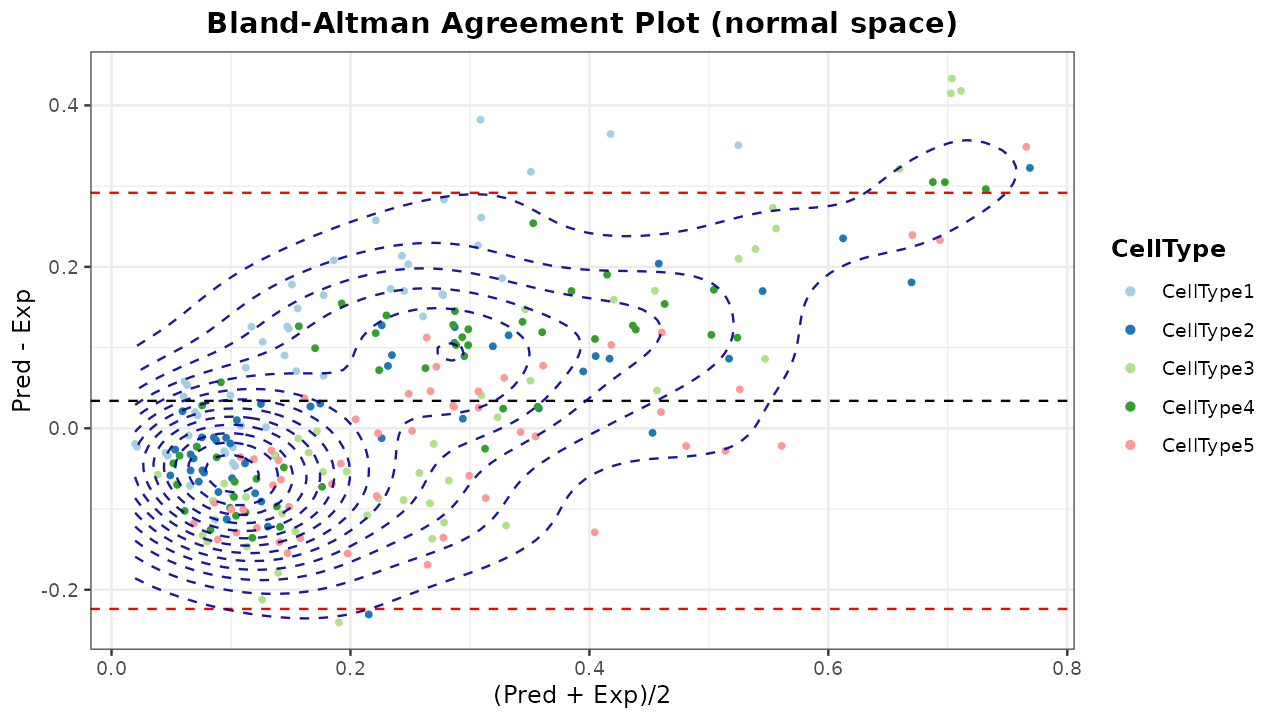 Bland-Altman Agreement Plot (normal space)
Pred - Exp
0.4
0.2
0.0
-0.2
0.0
0.2
0.4
0.6
0.8
(Pred + Exp)/2
CellType
CellType1
CellType2
CellType3
CellType4
CellType5